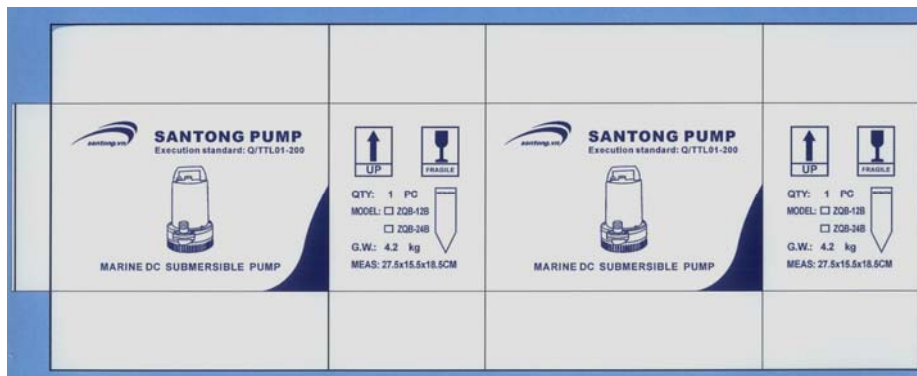 santong.vn
SANTONG PUMP
Execution standard: Q/TTL01-200
MARINE DC SUBMERSIBLE PUMP
UP
FRAGILE
QTY: 1 PC
MODEL: ☐ ZQB-12B
☐ ZQB-24B
G.W.: 4.2 kg
MEAS: 27.5x15.5x18.5CM
santong.vn
SANTONG PUMP
Execution standard: Q/TTL01-200
MARINE DC SUBMERSIBLE PUMP
UP
FRAGILE
QTY: 1 PC
MODEL: ☐ ZQB-12B
☐ ZQB-24B
G.W.: 4.2 kg
MEAS: 27.5x15.5x18.5CM